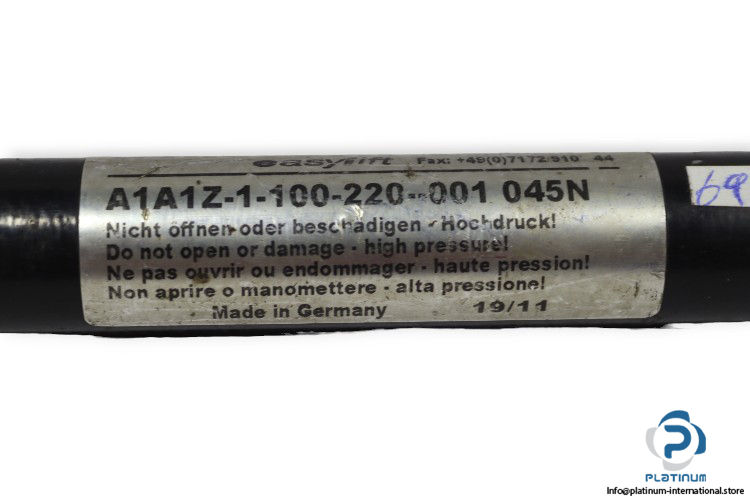 easylift Fax: +49(0)7172-910 44
A1A1Z-1-100-220--001 045N
Nicht öffnen oder beschädigen - Hochdruck!
Do not open or damage - high pressure!
Ne pas ouvrir ou endommager - haute pression!
Non aprire o manomettere - alta pressione!
Made in Germany 19/11
69
PLATINUM
Info@platinum-international.store